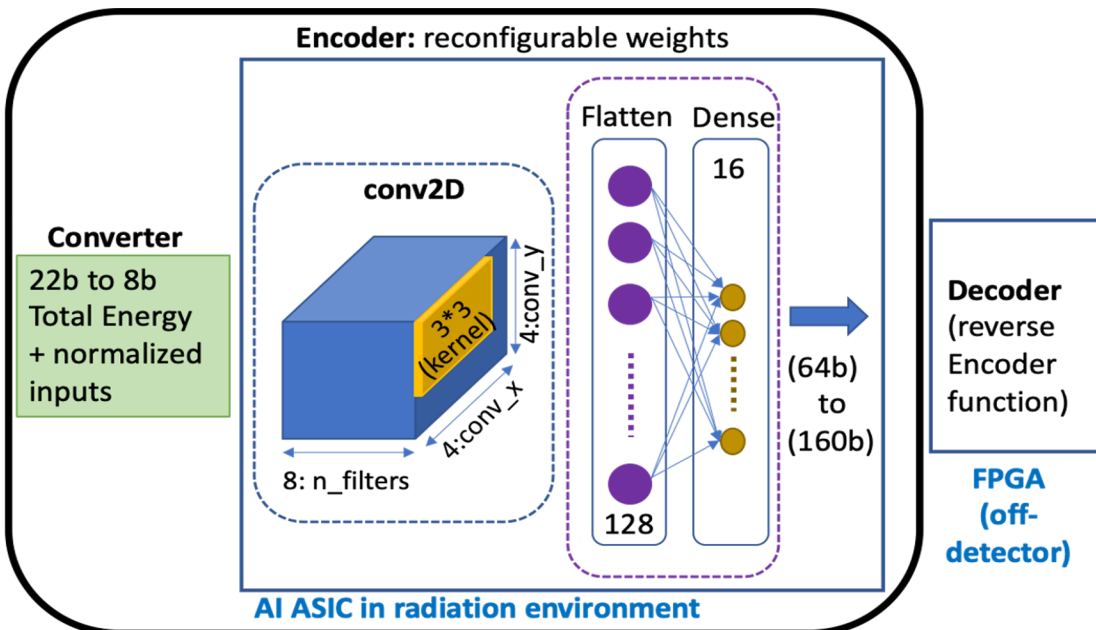 Encoder: reconfigurable weights
Converter
22b to 8b
Total Energy
+ normalized
inputs
conv2D
3*3
(kernel)
4:conv_y
4:conv_x
8: n_filters
Flatten
128
Dense
16
(64b)
to
(160b)
Decoder
(reverse
Encoder
function)
FPGA
(off-
detector)
AI ASIC in radiation environment